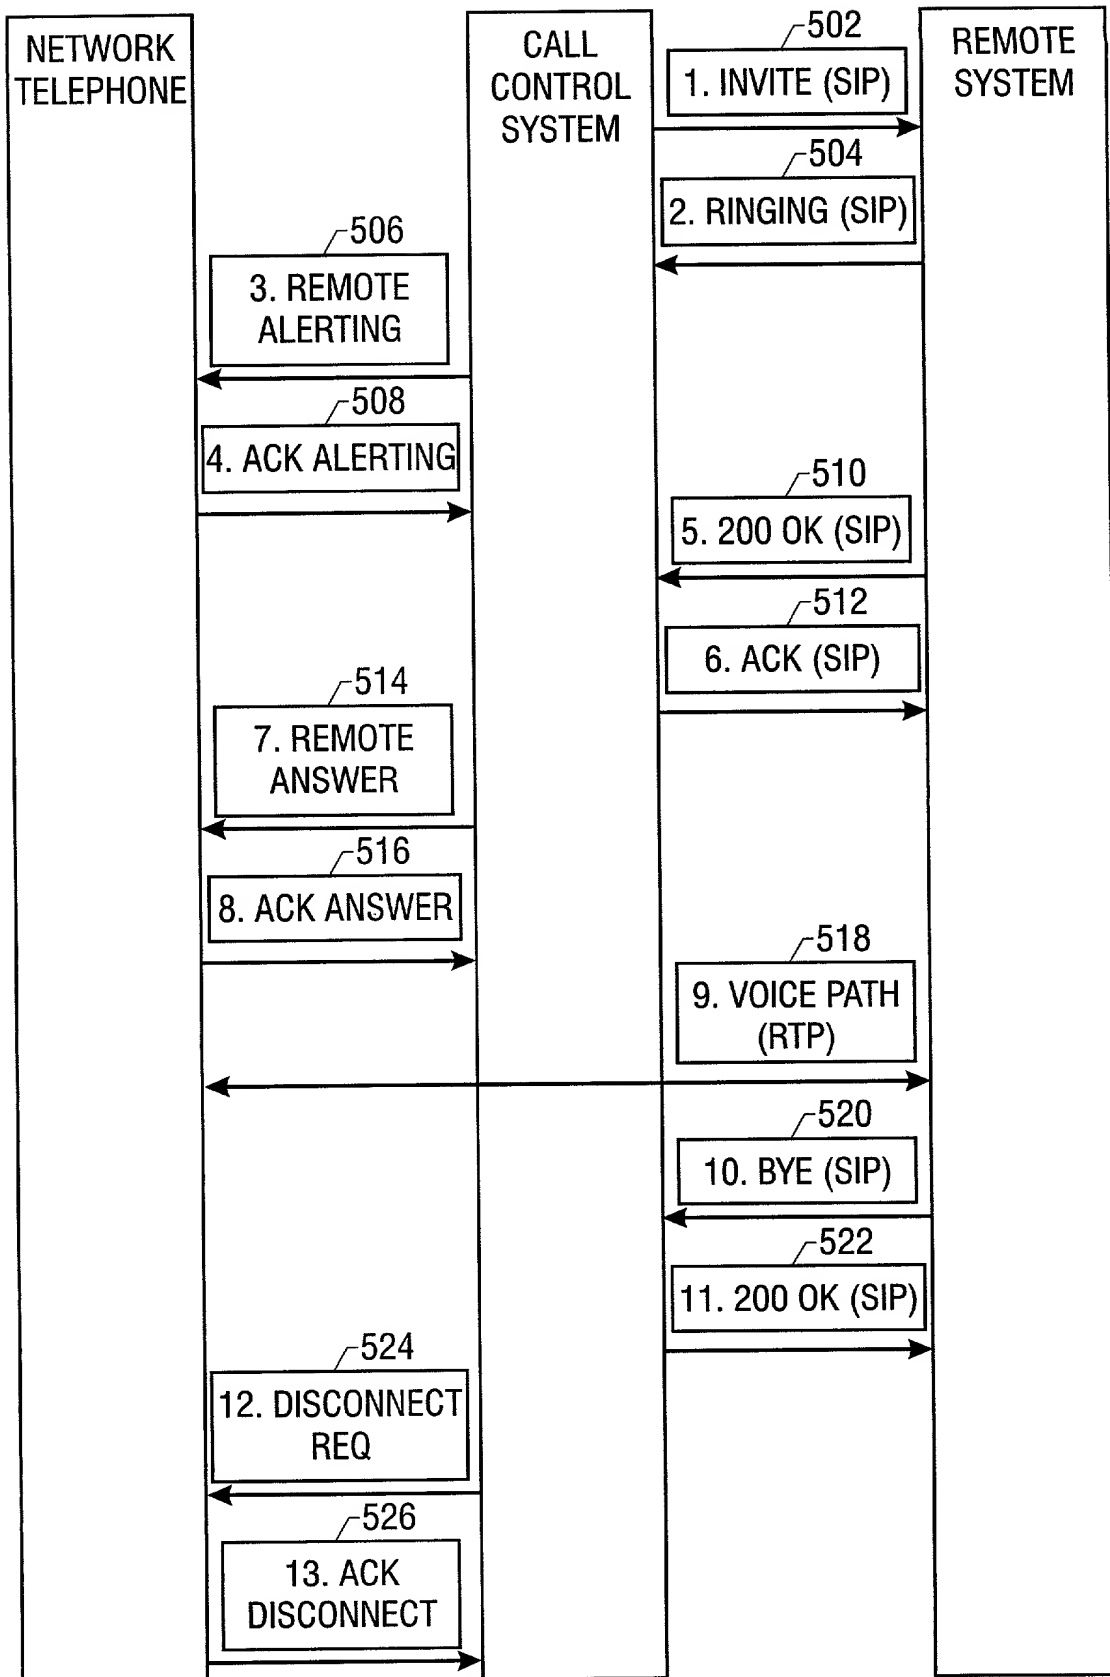 NETWORK
TELEPHONE
CALL
CONTROL
SYSTEM
REMOTE
SYSTEM
502
1. INVITE (SIP)
504
2. RINGING (SIP)
506
3. REMOTE
ALERTING
508
4. ACK ALERTING
510
5. 200 OK (SIP)
512
6. ACK (SIP)
514
7. REMOTE
ANSWER
516
8. ACK ANSWER
518
9. VOICE PATH
(RTP)
520
10. BYE (SIP)
522
11. 200 OK (SIP)
524
12. DISCONNECT
REQ
526
13. ACK
DISCONNECT